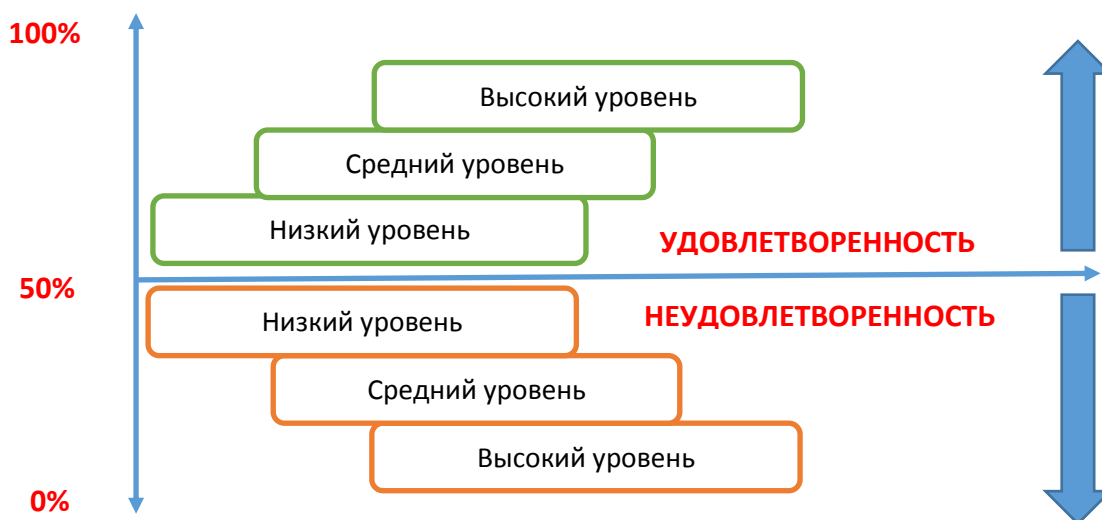 100%
Высокий уровень
Средний уровень
Низкий уровень
УДОВЛЕТВОРЕННОСТЬ
50%
НЕУДОВЛЕТВОРЕННОСТЬ
Низкий уровень
Средний уровень
Высокий уровень
0%